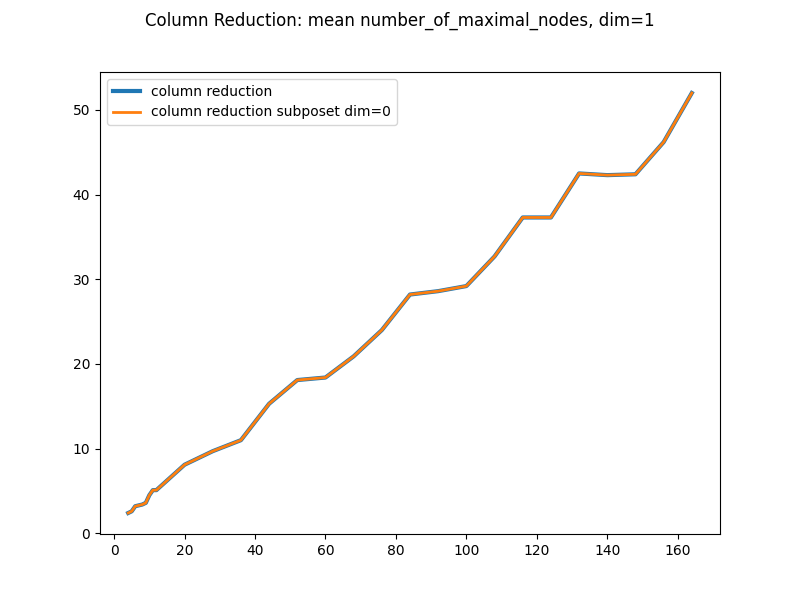 Column Reduction: mean number_of_maximal_nodes, dim=1
column reduction
column reduction subposet dim=0
50
40
30
20
10
0
0 20 40 60 80 100 120 140 160